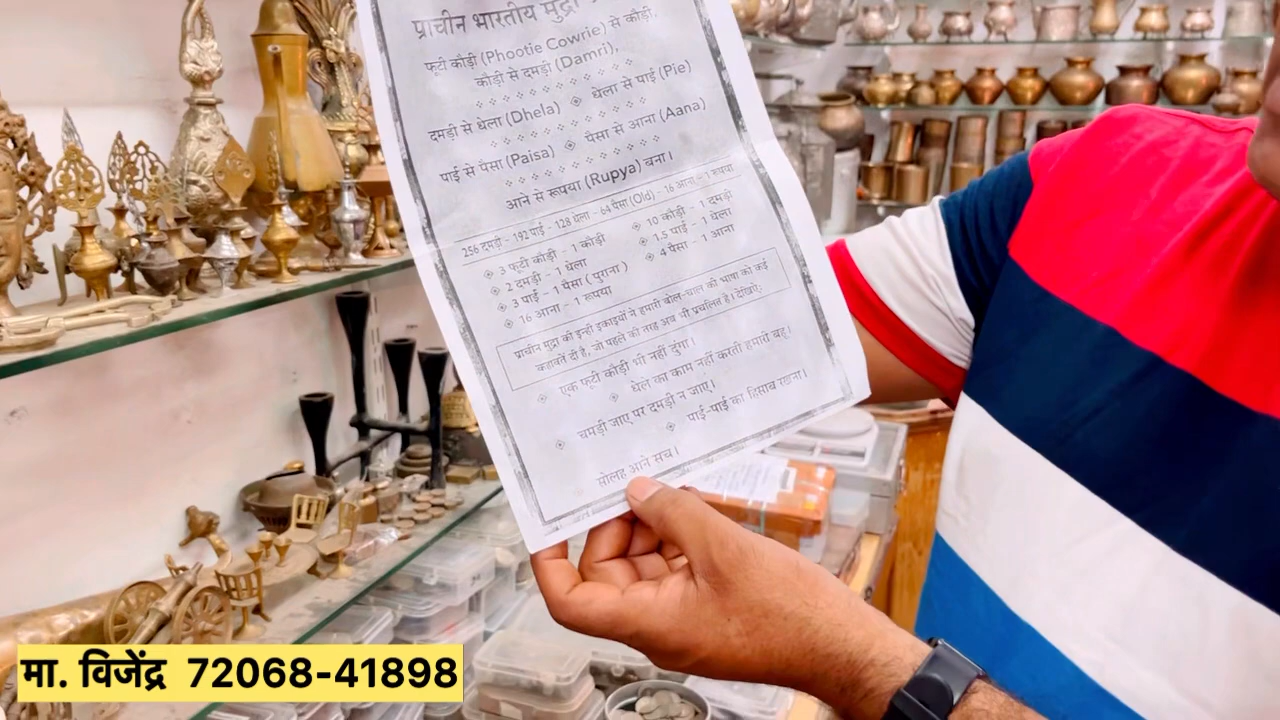 प्राचीन भारतीय मुद्रा
फूटी कौड़ी (Phootie Cowrie) से कौड़ी,
कौड़ी से दमड़ी (Damri),
दमड़ी से धेला (Dhela) धेला से पाई (Pie)
पाई से पैसा (Paisa) पैसा से आना (Aana)
आने से रूपया (Rupya) बना।
256 दमड़ी - 192 पाई - 128 धेला - 64 पैसा (Old) - 16 आना - 1 रूपया
3 फूटी कौड़ी - 1 कौड़ी 10 कौड़ी - 1 दमड़ी
2 दमड़ी - 1 धेला 1.5 पाई - 1 धेला
3 पाई - 1 पैसा ( पुराना ) 4 पैसा - 1 आना
16 आना - 1 रूपया
प्राचीन मुद्रा की इन्हीं इकाइयों ने हमारी बोल-चाल की भाषा को कई
कहावतें दी है, जो पहले की तरह अब भी प्रचलित है। देखिए:
एक फूटी कौड़ी भी नहीं दुंगा।
धेले का काम नहीं करती हमारी बहू।
चमड़ी जाए पर दमड़ी न जाए।
पाई-पाई का हिसाब रखना।
सोलह आने सच।
मा. विजेंद्र 72068-41898